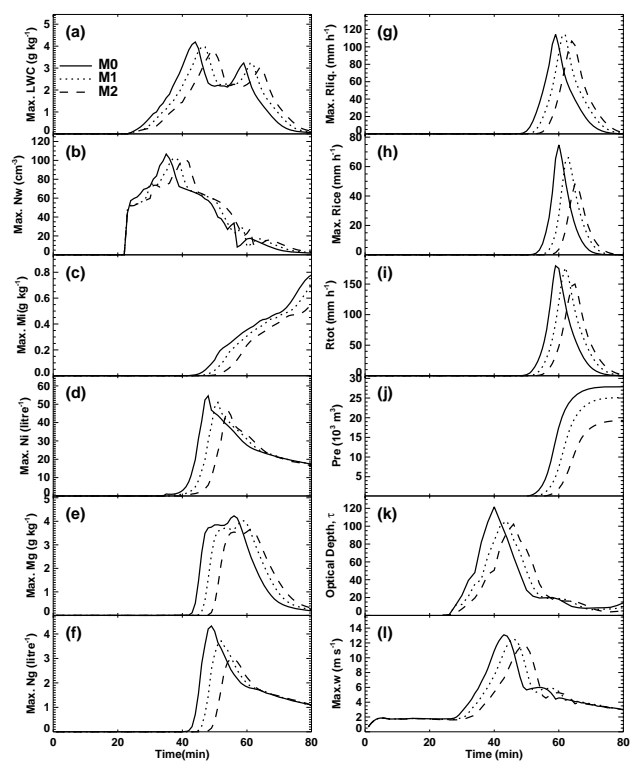 (a)
M0
M1
M2
Max. LWC (g kg-1)
5
4
3
2
1
0
(b)
Max. Nw (cm-3)
120
100
80
60
40
20
0
(c)
Max. Mi(g kg-1)
0.8
0.6
0.4
0.2
0.0
(d)
Max. Ni (litre-1)
60
50
40
30
20
10
0
(e)
Max. Mg (g kg-1)
5
4
3
2
1
0
(f)
Max. Ng (litre-1)
4
3
2
1
0
0 20 40 60 80
Time(min)
(g)
Max. Rliq. (mm h-1)
120
100
80
60
40
20
0
(h)
Max. Rice (mm h-1)
80
60
40
20
0
(i)
Rtot (mm h-1)
150
100
50
0
(j)
Pre (10³ m³)
30
25
20
15
10
5
(k)
Optical Depth, τ
120
100
80
60
40
20
0
(l)
Max.w (m s-1)
14
12
10
8
6
4
2
0
0 20 40 60 80
Time (min)